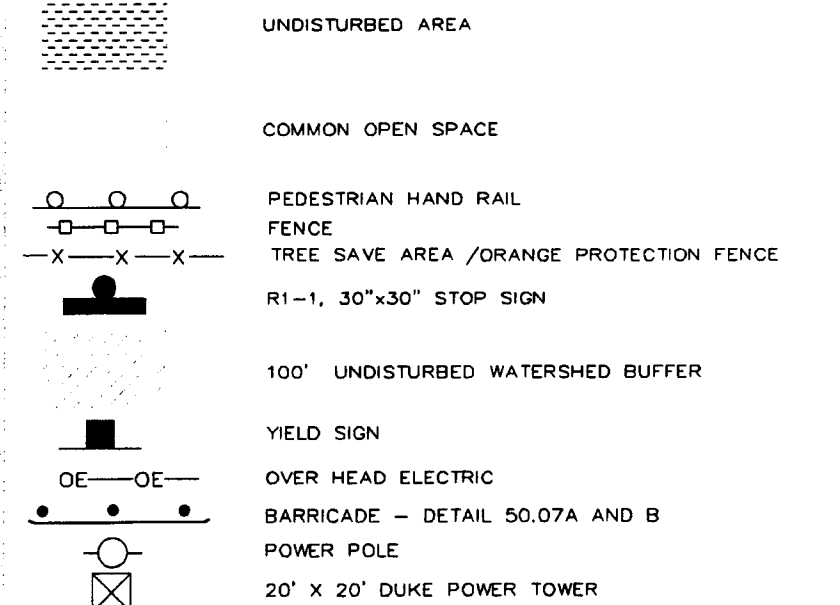 UNDISTURBED AREA
COMMON OPEN SPACE
PEDESTRIAN HAND RAIL
FENCE
X X X TREE SAVE AREA /ORANGE PROTECTION FENCE
R1-1, 30"x30" STOP SIGN
100' UNDISTURBED WATERSHED BUFFER
YIELD SIGN
OE OE OVER HEAD ELECTRIC
BARRICADE - DETAIL 50.07A AND B
POWER POLE
20' X 20' DUKE POWER TOWER